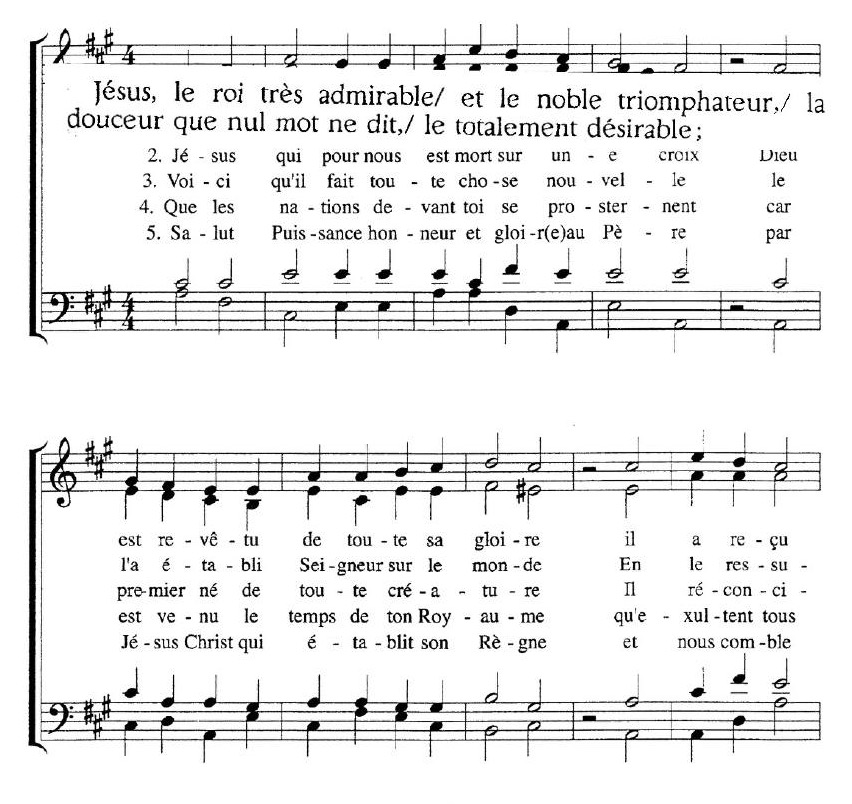 Jésus, le roi très admirable/ et le noble triomphateur,/ la
douceur que nul mot ne dit,/ le totalement désirable;
2. Jé - sus qui pour nous est mort sur un - e croix Dieu
3. Voi - ci qu'il fait tou - te cho - se nou - vel - le le
4. Que les na - tions de - vant toi se pro - ster - nent car
5. Sa - lut Puis - sance hon - neur et gloi - r(e)au Pè - re par
est re - vê - tu de tou - te sa gloi - re il a re - çu
l'a é - ta - bli Sei - gneur sur le mon - de En le res - su -
pre - mier né de tou - te cré - a - tu - re Il ré - con - ci -
est ve - nu le temps de ton Roy - au - me qu'e - xul - tent tous
Jé - sus Christ qui é - ta - blit son Rè - gne et nous com - ble